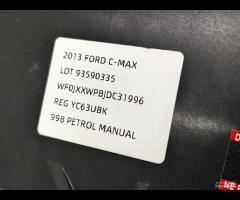 2013 FORD C-MAX
LOT 93590335
WF0JXXWPBJDC31996
REG YC63UBK
998 PETROL MANUAL